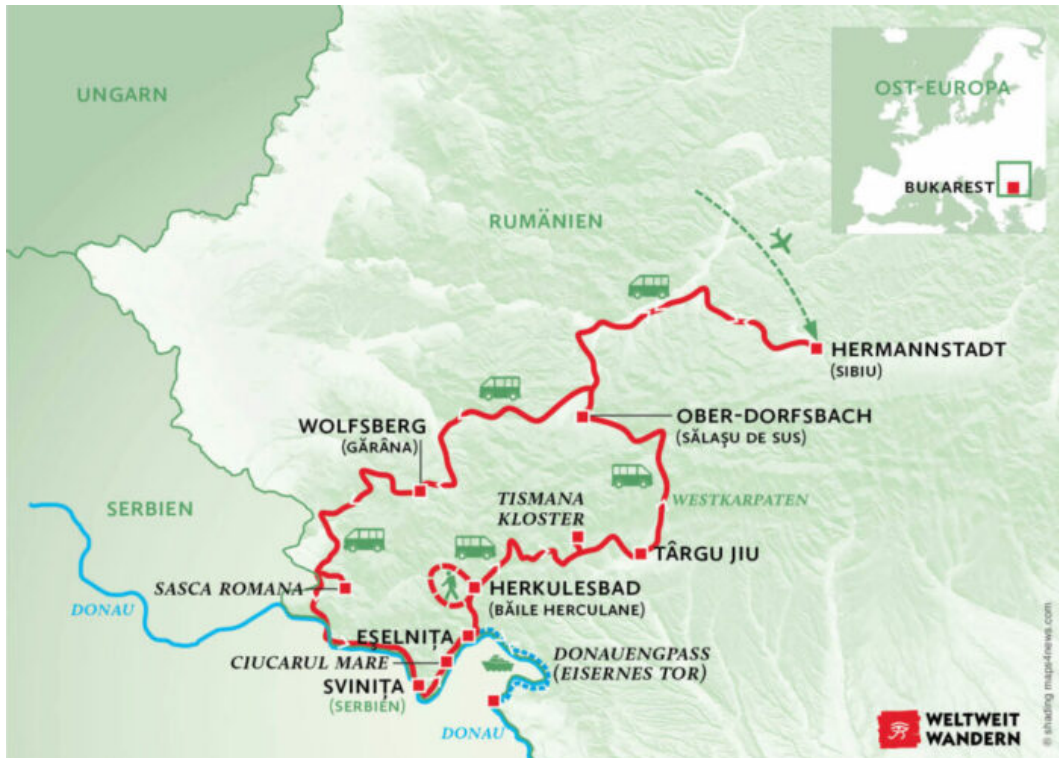 UNGARN
OST-EUROPA
BUKAREST
RUMÄNIEN
HERMANNSTADT
(SIBIU)
OBER-DORFSBACH
(SĂLAŞU DE SUS)
WOLFSBERG
(GĂRÂNA)
SERBIEN
WESTKARPATEN
TISMANA
KLOSTER
TÂRGU JIU
SASCA ROMANA
HERKULESBAD
(BĂILE HERCULANE)
DONAU
EŞELNIŢA
CIUCARUL MARE
DONAUENGPASS
(EISERNES TOR)
SVINIŢA
(SERBIEN)
DONAU
WELTWEIT
WANDERN
© shading maps4news.com